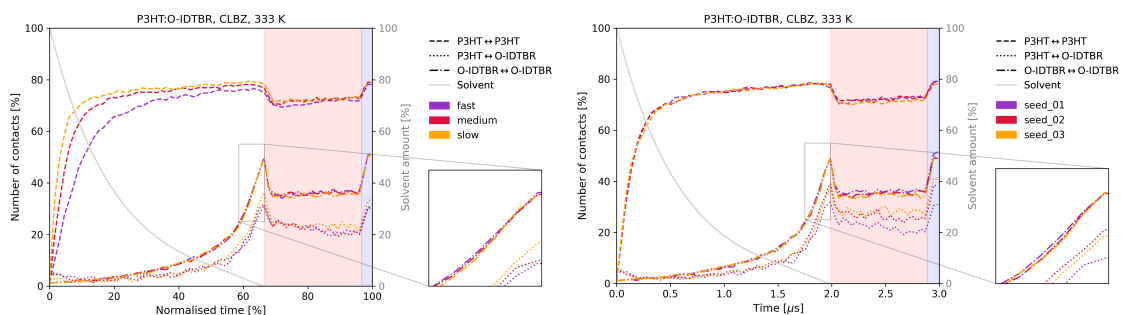 P3HT:O-IDTBR, CLBZ, 333 K
Number of contacts [%]
100
80
60
40
20
0
0 20 40 60 80 100
Normalised time [%]
100
80
60
40
20
0
Solvent amount [%]
P3HT↔P3HT
P3HT↔O-IDTBR
O-IDTBR↔O-IDTBR
Solvent
fast
medium
slow
P3HT:O-IDTBR, CLBZ, 333 K
Number of contacts [%]
100
80
60
40
20
0
0.0 0.5 1.0 1.5 2.0 2.5 3.0
Time [μs]
100
80
60
40
20
0
Solvent amount [%]
P3HT↔P3HT
P3HT↔O-IDTBR
O-IDTBR↔O-IDTBR
Solvent
seed_01
seed_02
seed_03